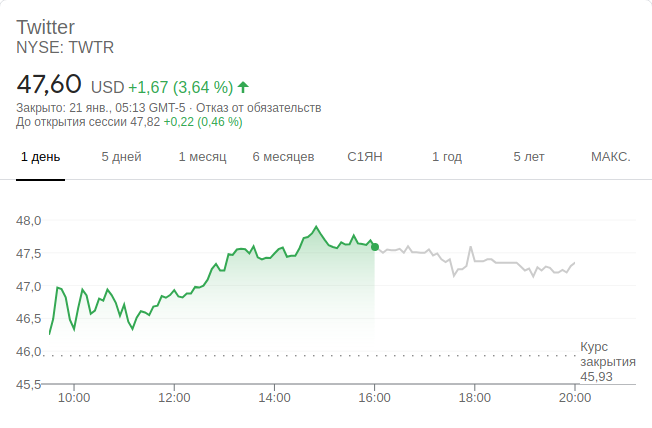 Twitter
NYSE: TWTR
47,60 USD +1,67 (3,64 %)
Закрыто: 21 янв., 05:13 GMT-5 · Отказ от обязательств
До открытия сессии 47,82 +0,22 (0,46 %)
1 день 5 дней 1 месяц 6 месяцев С1ЯН 1 год 5 лет МАКС.
48,0
47,5
47,0
46,5
46,0
45,5
Курс
закрытия
45,93
10:00 12:00 14:00 16:00 18:00 20:00